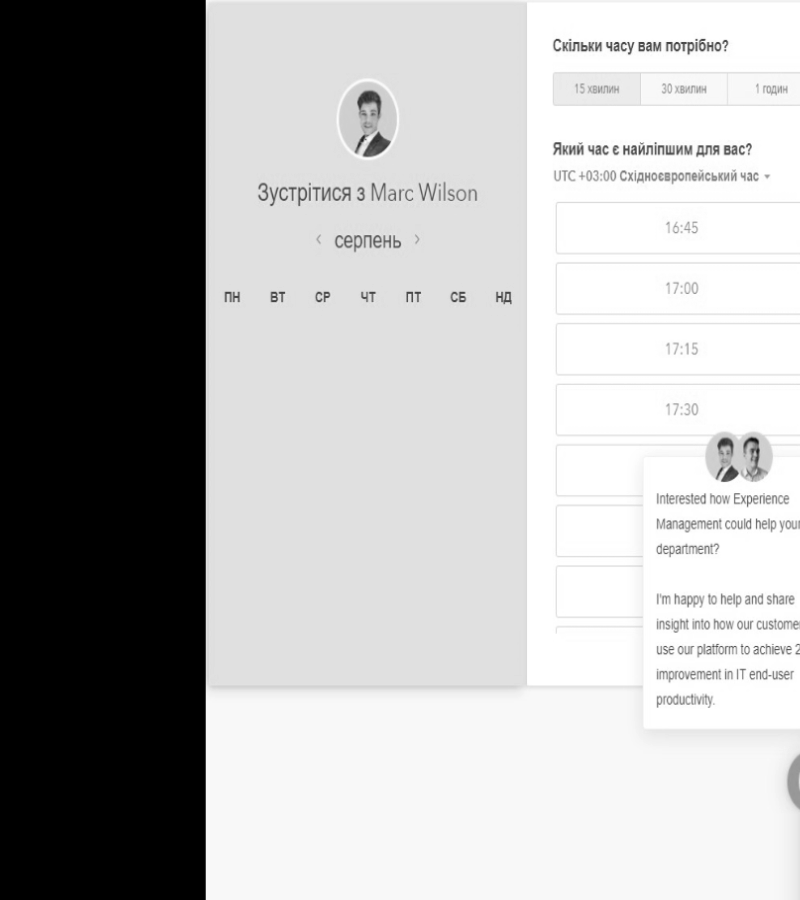 Зустрітися з Marc Wilson
серпень
ПН ВТ СР ЧТ ПТ СБ НД
Скільки часу вам потрібно?
15 хвилин 30 хвилин 1 годин
Який час є найліпшим для вас?
UTC +03:00 Східноєвропейський час
16:45
17:00
17:15
17:30
Interested how Experience
Management could help your
department?
I'm happy to help and share
insight into how our custome
use our platform to achieve 2
improvement in IT end-user
productivity.